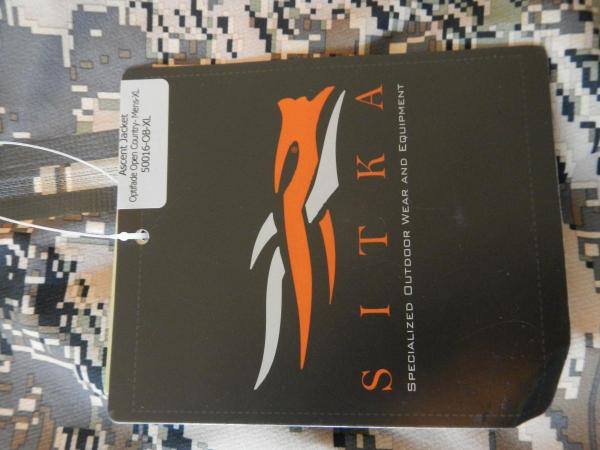 Ascent Jacket
Optifade Open Country- Mens-XL
50016-OB-XL
SITKA
SPECIALIZED OUTDOOR WEAR AND EQUIPMENT